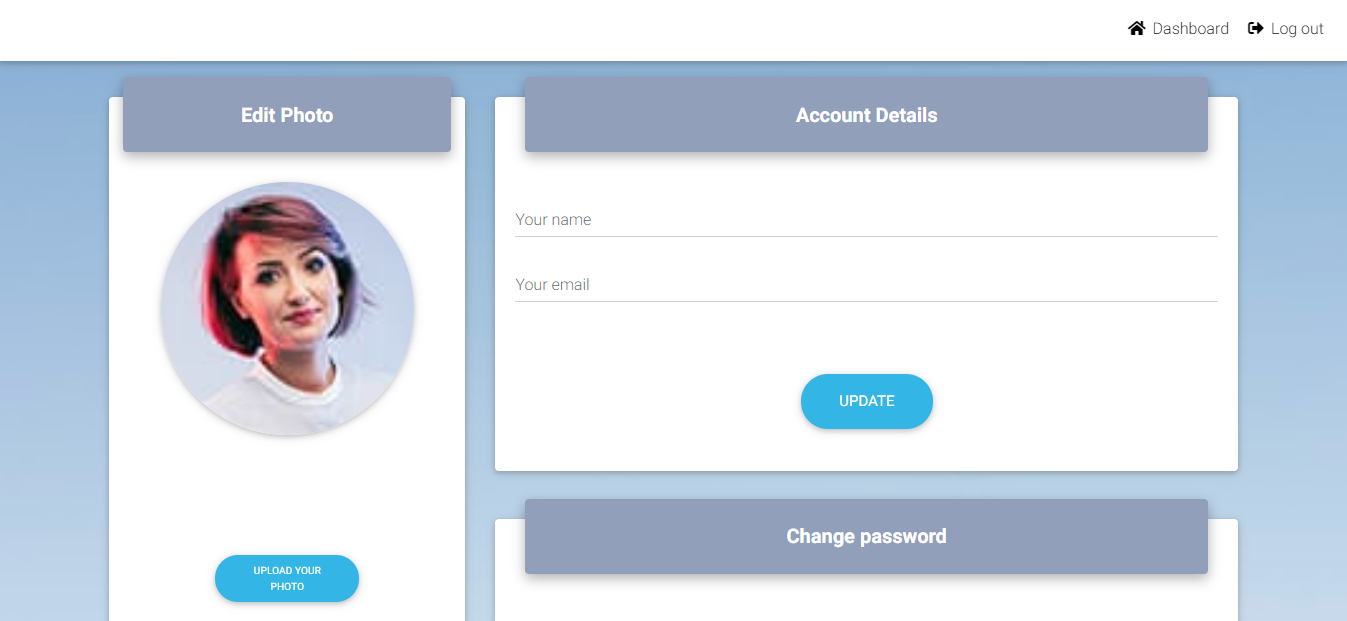 Dashboard
Log out
Edit Photo
Account Details
Your name
Your email
UPDATE
Change password
UPLOAD YOUR
PHOTO